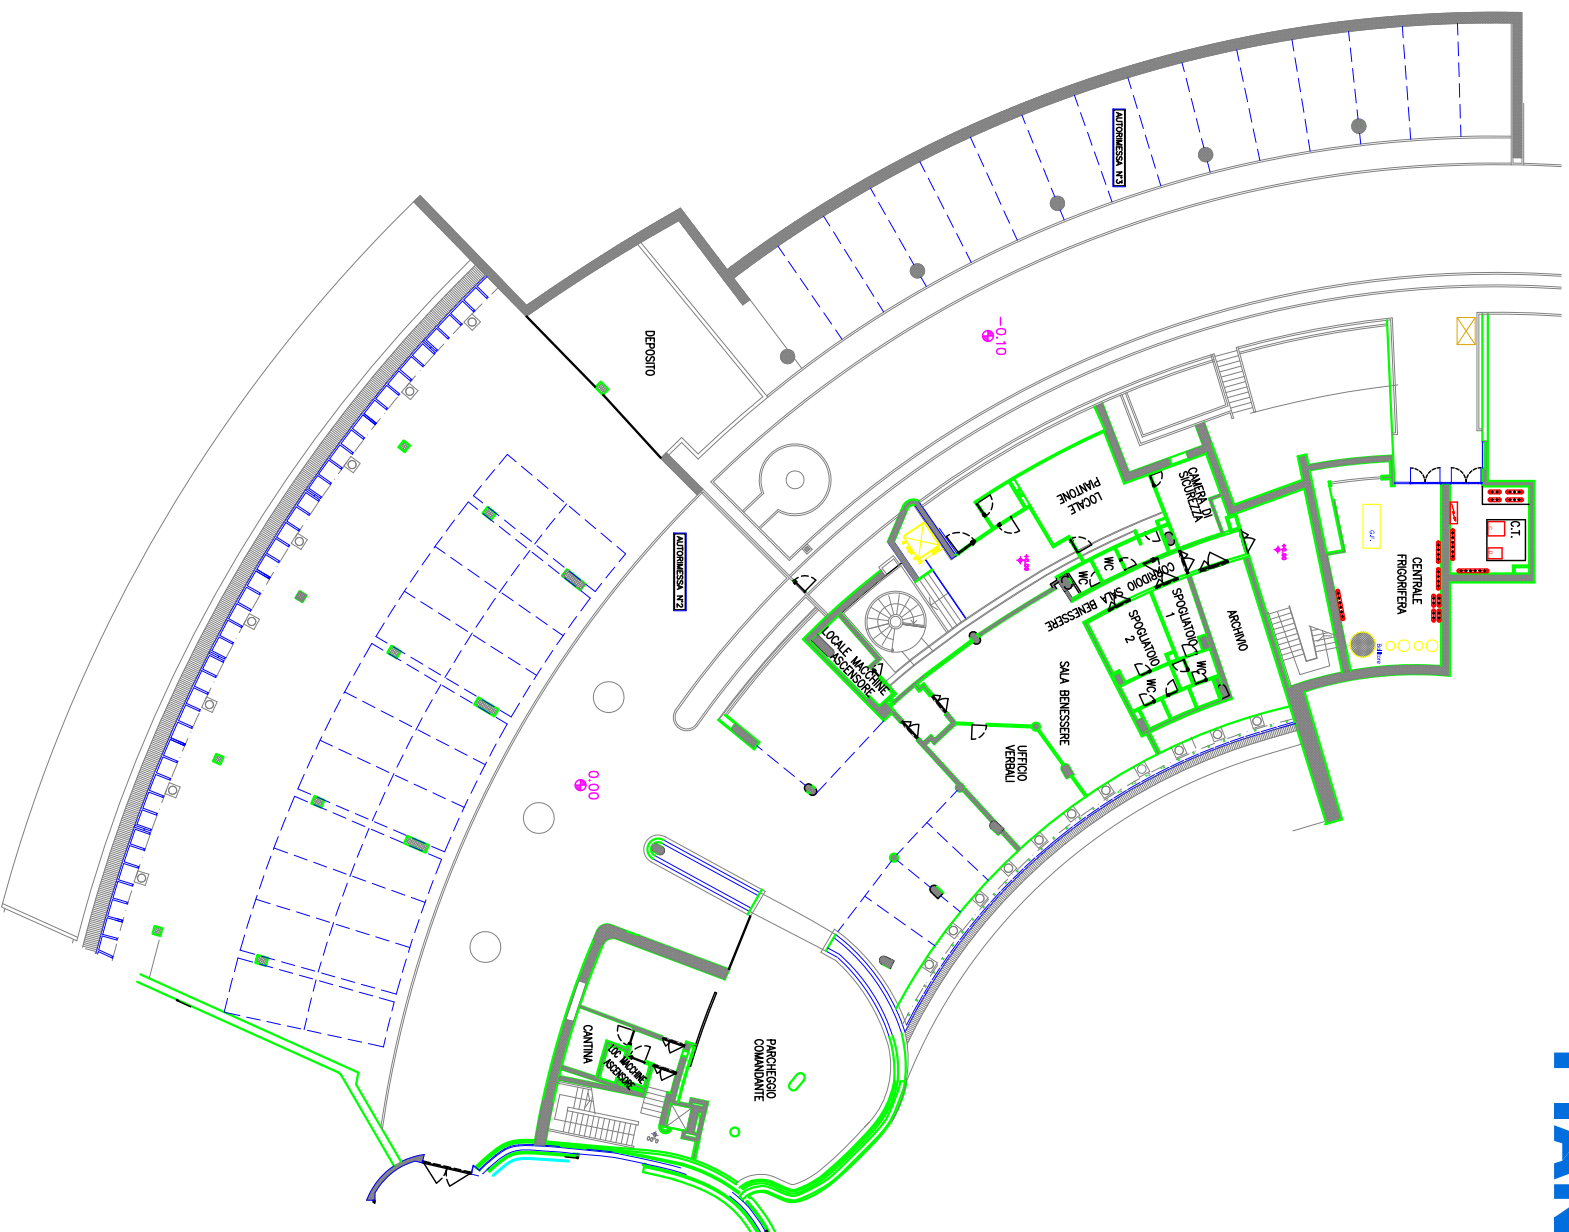 AUTORIMESSA N°3
-0.10
DEPOSITO
CAMERA DI
SICUREZZA
LOCALE
PIANTONE
C.T.
G.F.
CENTRALE
FRIGORIFERA
AUTORIMESSA N°2
WC
WC
CORRIDOIO SALA BENESSERE
SPOGLIATOIO
1
SPOGLIATOIO
2
ARCHIVIO
WC
WC
LOCALE MACCHINE
ASCENSORE
SALA BENESSERE
UFFICIO
VERBALI
0.00
CANTINA
LOC MACCHINE
ASCENSORE
PARCHEGGIO
COMANDANTE